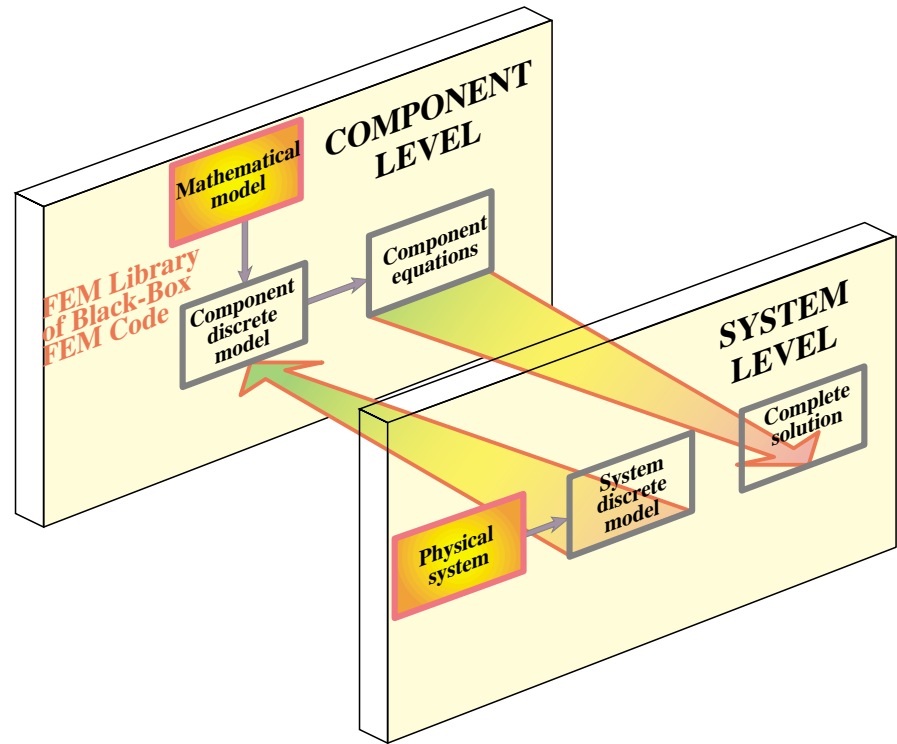 COMPONENT
LEVEL
Mathematical
model
FEM Library
of Black-Box
FEM Code
Component
discrete
model
Component
equations
SYSTEM
LEVEL
Complete
solution
System
discrete
model
Physical
system